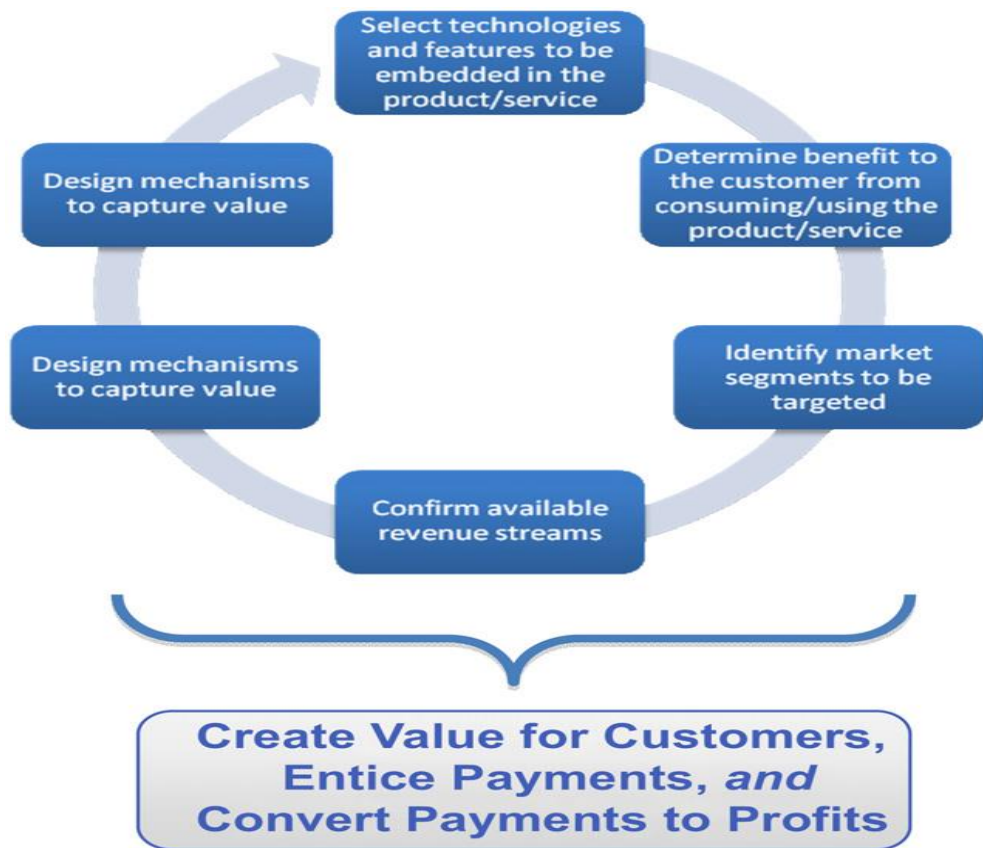 Select technologies
and features to be
embedded in the
product/service
Determine benefit to
the customer from
consuming/using the
product/service
Identify market
segments to be
targeted
Confirm available
revenue streams
Design mechanisms
to capture value
Design mechanisms
to capture value
Create Value for Customers,
Entice Payments, and
Convert Payments to Profits